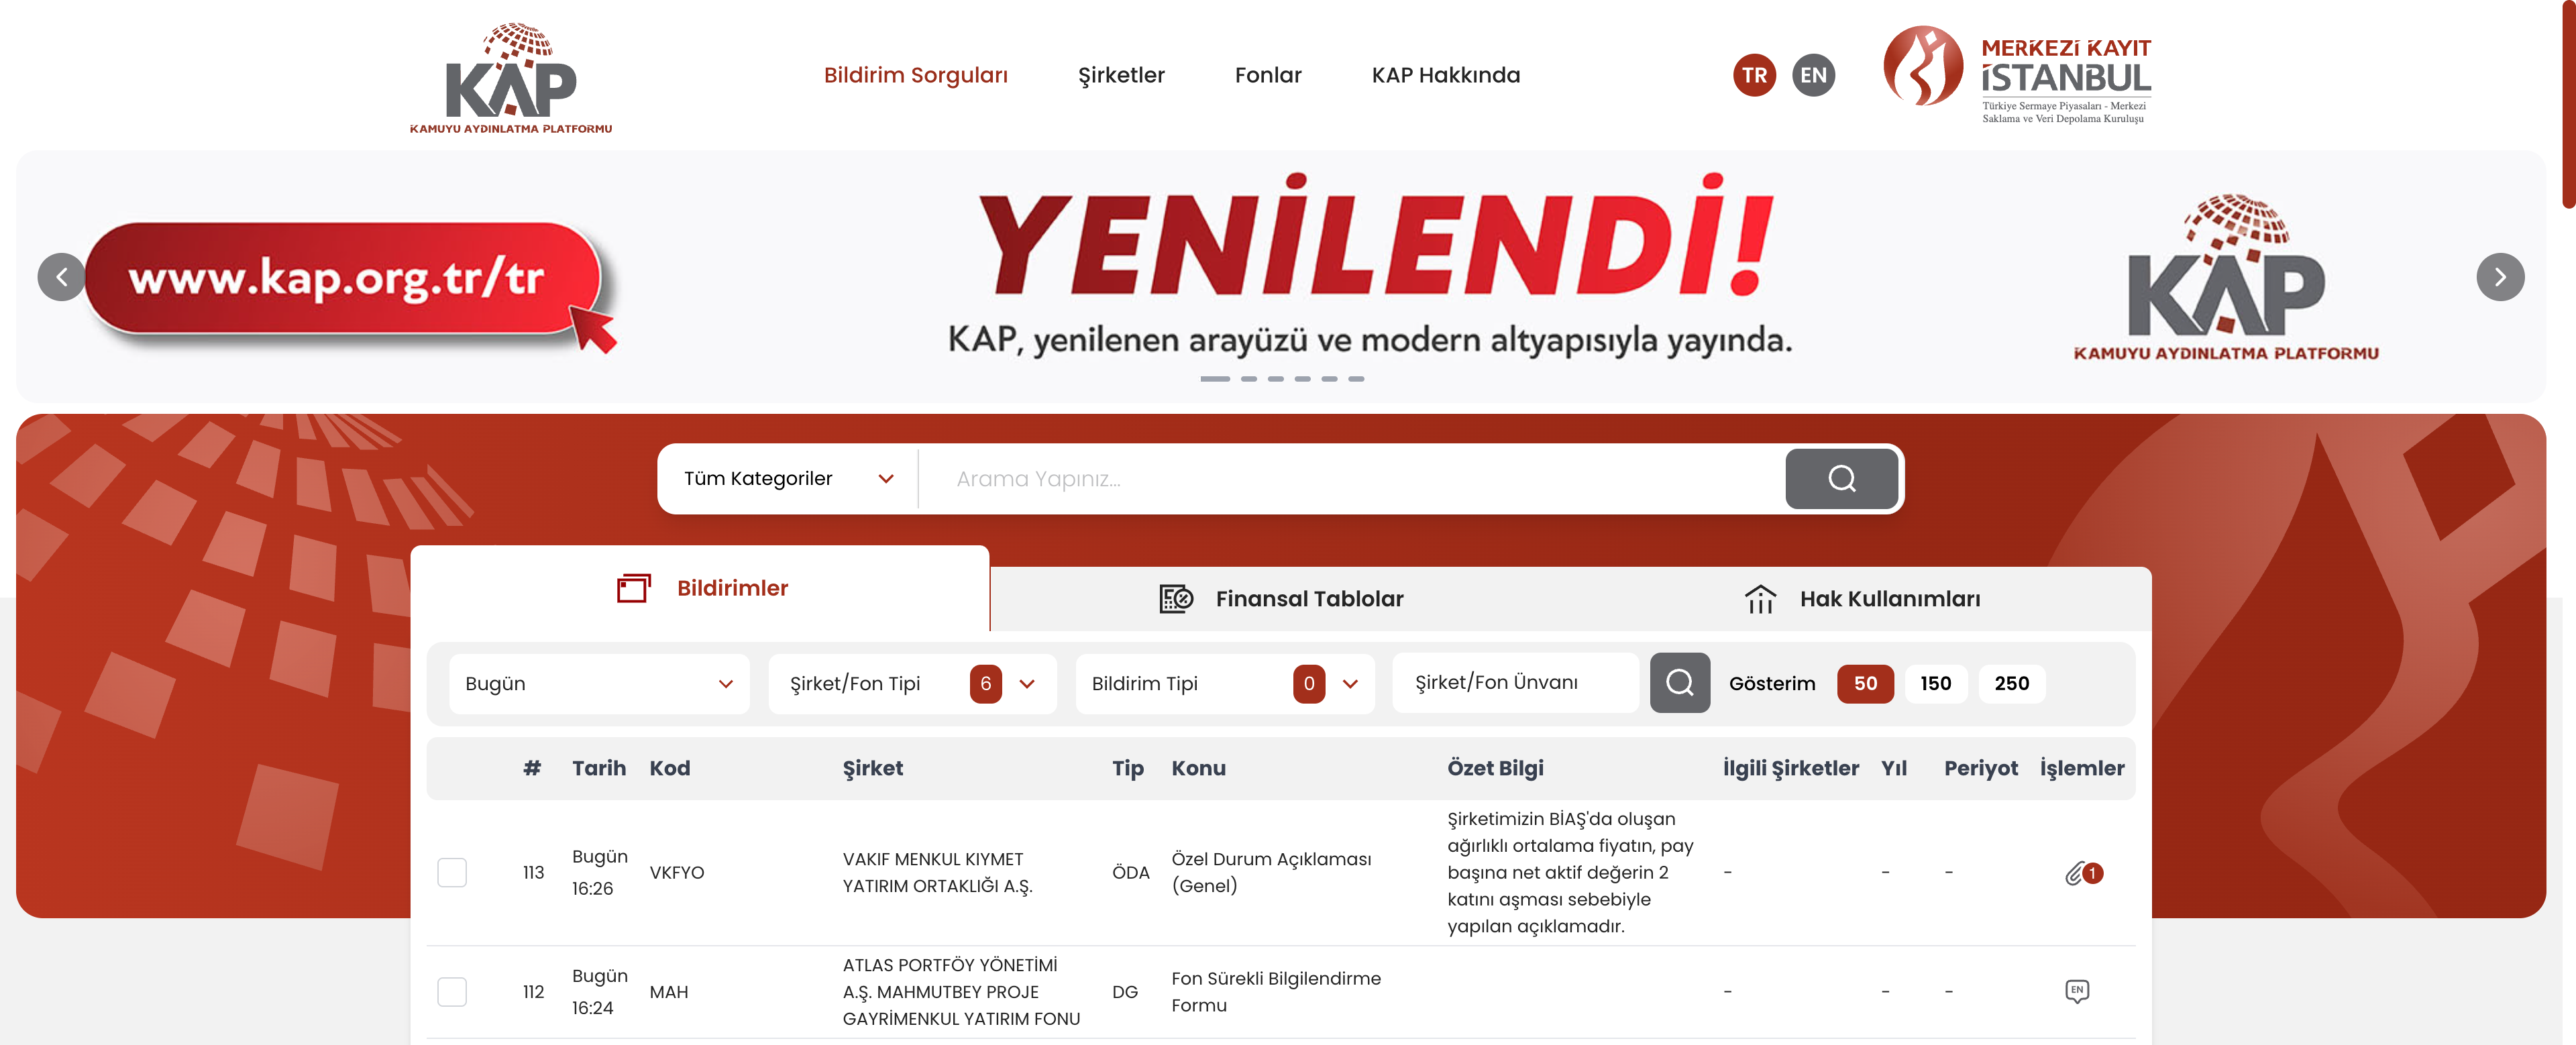 KAP
KAMUYU AYDINLATMA PLATFORMU
Bildirim Sorguları
Şirketler
Fonlar
KAP Hakkında
TR
EN
MERKEZİ KAYIT
İSTANBUL
Türkiye Sermaye Piyasaları - Merkezi
Saklama ve Veri Depolama Kuruluşu
www.kap.org.tr/tr
YENİLENDİ!
KAP, yenilenen arayüzü ve modern altyapısıyla yayında.
KAP
KAMUYU AYDINLATMA PLATFORMU
Tüm Kategoriler
Arama Yapınız...
Bildirimler
Finansal Tablolar
Hak Kullanımları
Bugün
Şirket/Fon Tipi 6
Bildirim Tipi 0
Şirket/Fon Ünvanı
Gösterim 50 150 250
# Tarih Kod Şirket Tip Konu Özet Bilgi İlgili Şirketler Yıl Periyot İşlemler
113
Bugün
16:26
VKFYO
VAKIF MENKUL KIYMET
YATIRIM ORTAKLIĞI A.Ş.
ÖDA
Özel Durum Açıklaması
(Genel)
Şirketimizin BİAŞ'da oluşan
ağırlıklı ortalama fiyatın, pay
başına net aktif değerin 2
katını aşması sebebiyle
yapılan açıklamadır.
- - - 1
112
Bugün
16:24
MAH
ATLAS PORTFÖY YÖNETİMİ
A.Ş. MAHMUTBEY PROJE
GAYRİMENKUL YATIRIM FONU
DG
Fon Sürekli Bilgilendirme
Formu
- - - EN